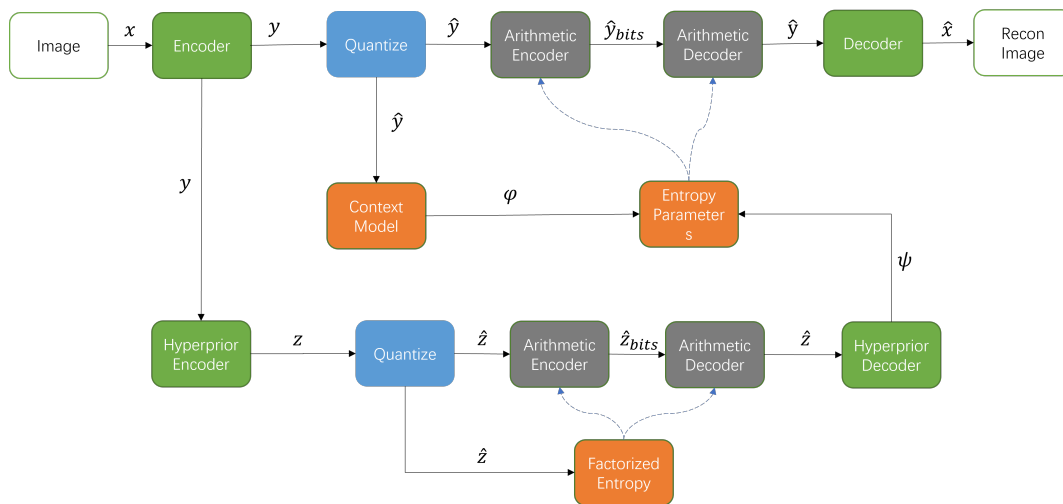 Image
x
Encoder
y
Quantize
ŷ
Arithmetic
Encoder
ŷ_bits
Arithmetic
Decoder
ŷ
Decoder
x̂
Recon
Image
ŷ
y
Context
Model
φ
Entropy
Parameter
s
ψ
Hyperprior
Encoder
z
Quantize
ẑ
Arithmetic
Encoder
ẑ_bits
Arithmetic
Decoder
ẑ
Hyperprior
Decoder
ẑ
Factorized
Entropy